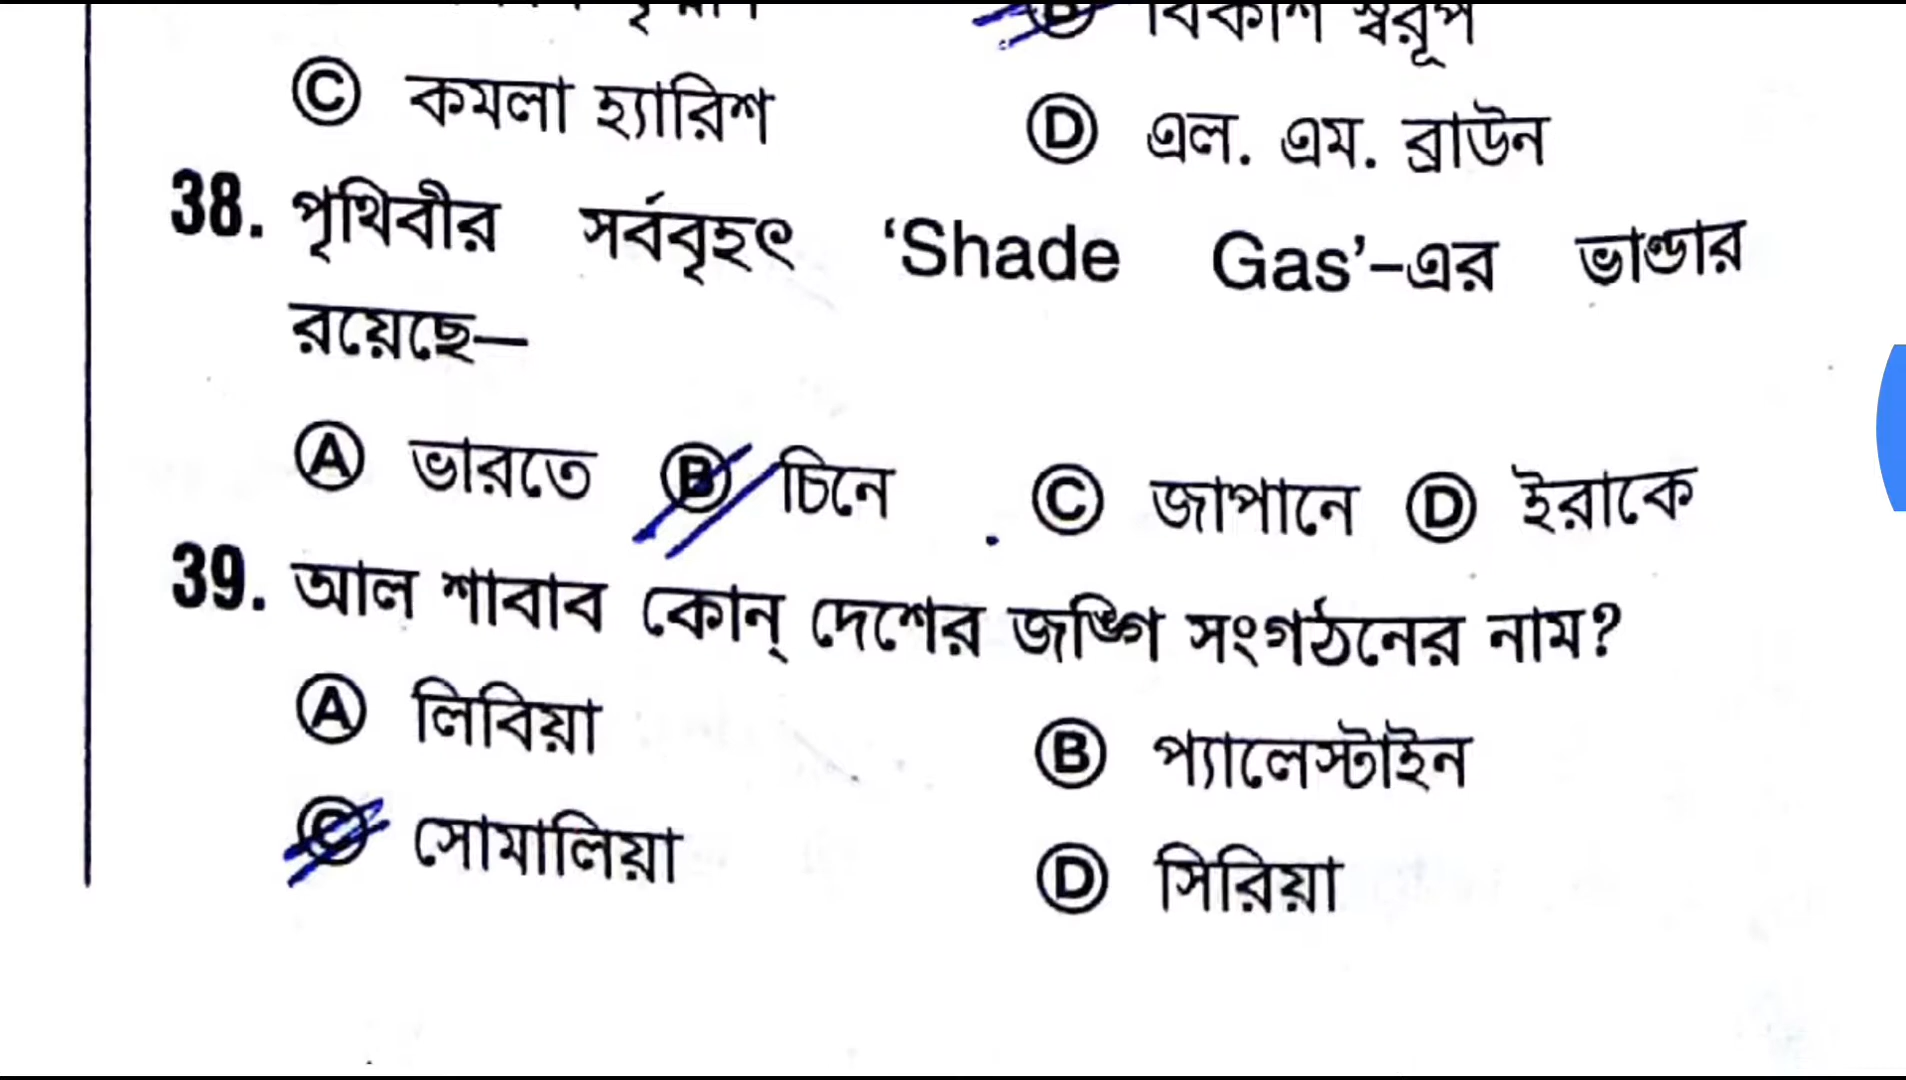 Ⓑ বিকাশ স্বরূপ
Ⓒ কমলা হ্যারিশ Ⓓ এল. এম. ব্রাউন
38. পৃথিবীর সর্ববৃহৎ ‘Shade Gas’-এর ভাণ্ডার
রয়েছে—
Ⓐ ভারতে Ⓑ চিনে Ⓒ জাপানে Ⓓ ইরাকে
39. আল শাবাব কোন্ দেশের জঙ্গি সংগঠনের নাম?
Ⓐ লিবিয়া Ⓑ প্যালেস্টাইন
Ⓒ সোমালিয়া Ⓓ সিরিয়া